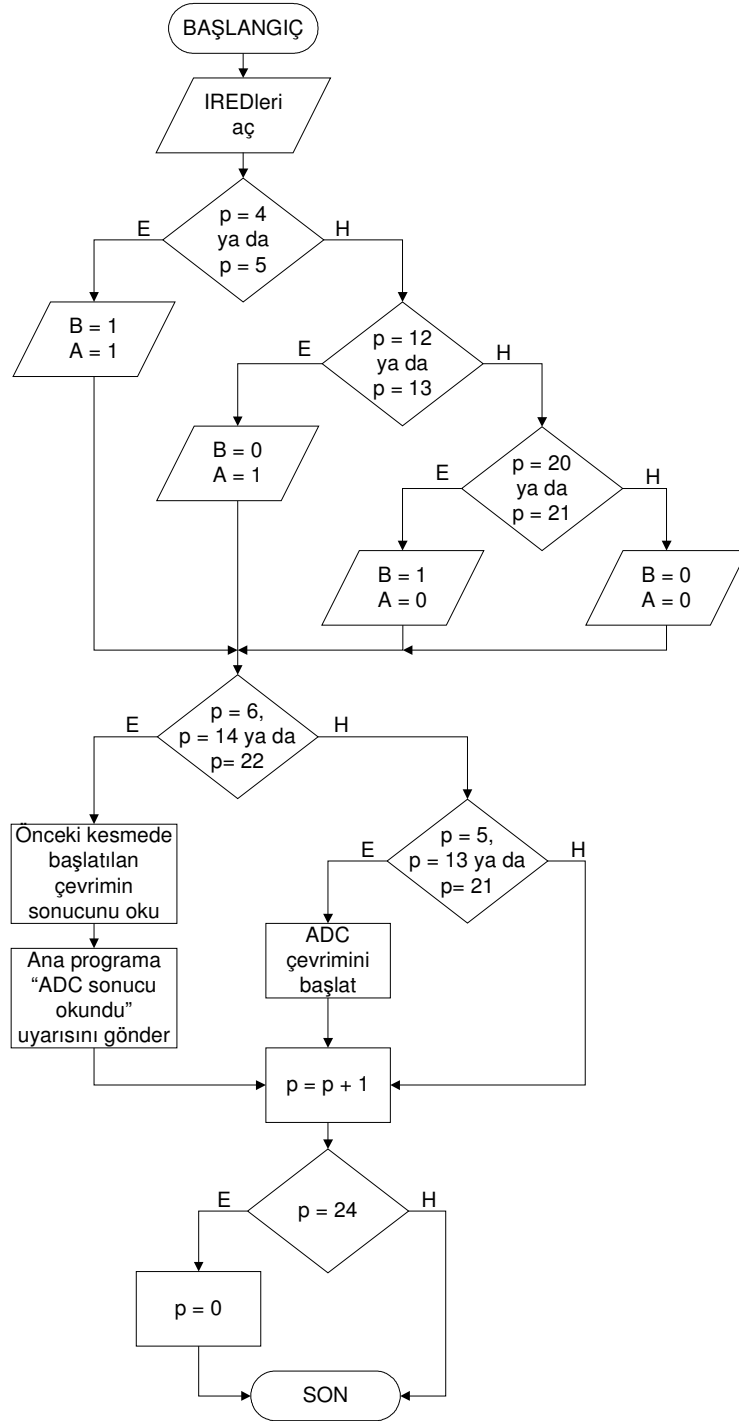 BAŞLANGIÇ
IREDleri
aç
p = 4
ya da
p = 5
E
H
B = 1
A = 1
p = 12
ya da
p = 13
E
H
B = 0
A = 1
p = 20
ya da
p = 21
E
H
B = 1
A = 0
B = 0
A = 0
p = 6,
p = 14 ya da
p= 22
E
H
Önceki kesmede
başlatılan
çevrimin
sonucunu oku
Ana programa
“ADC sonucu
okundu”
uyarısını gönder
p = 5,
p = 13 ya da
p= 21
E
H
ADC
çevrimini
başlat
p = p + 1
p = 24
E
H
p = 0
SON